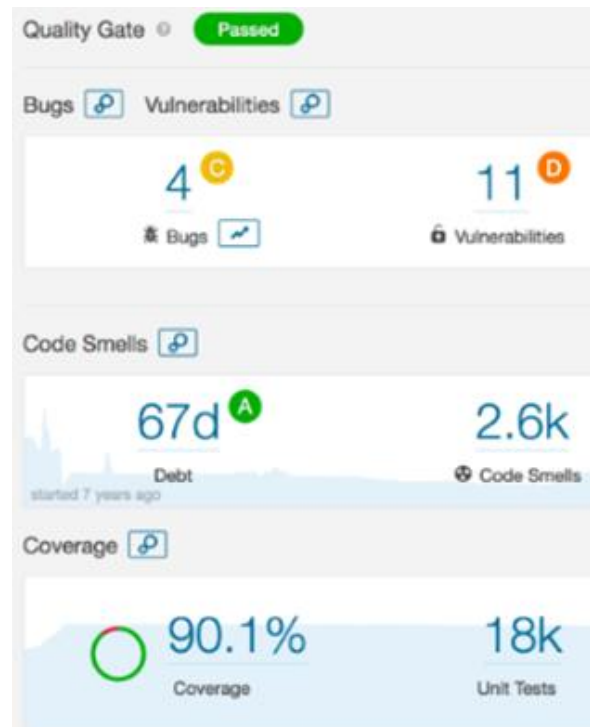 Quality Gate Passed
Bugs Vulnerabilities
4 C 11 D
Bugs Vulnerabilities
Code Smells
67d A 2.6k
Debt Code Smells
started 7 years ago
Coverage
90.1% 18k
Coverage Unit Tests